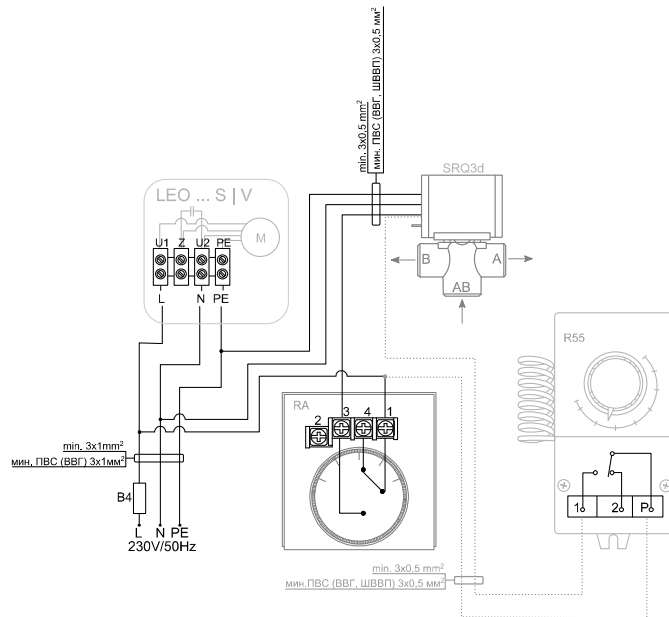 min. 3x0,5 mm²
мин. ПВС (ВВГ, ШВВП) 3x0,5 мм²
SRQ3d
LEO ... S | V
M
U1 Z U2 PE
L N PE
B A
AB
R55
RA
2 3 4 1
min. 3x1mm²
мин. ПВС (ВВГ) 3x1мм²
B4
L N PE
230V/50Hz
1 2 P
min. 3x0.5 mm²
мин.ПВС (ВВГ, ШВВП) 3x0,5 мм²